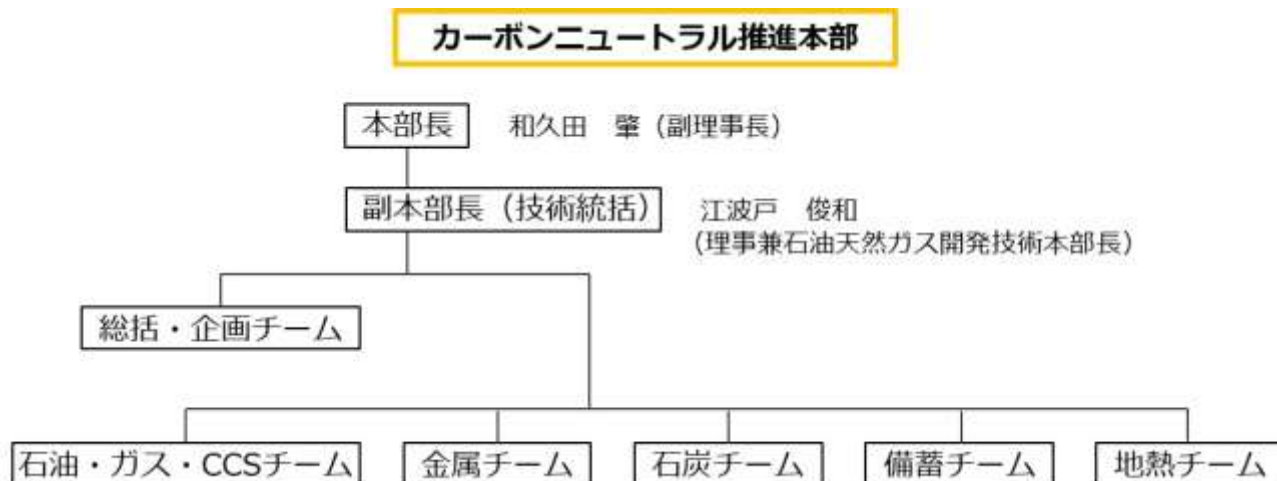 カーボンニュートラル推進本部
本部長
和久田 肇（副理事長）
副本部長（技術統括）
江波戸 俊和
（理事兼石油天然ガス開発技術本部長）
総括・企画チーム
石油・ガス・CCSチーム
金属チーム
石炭チーム
備蓄チーム
地熱チーム